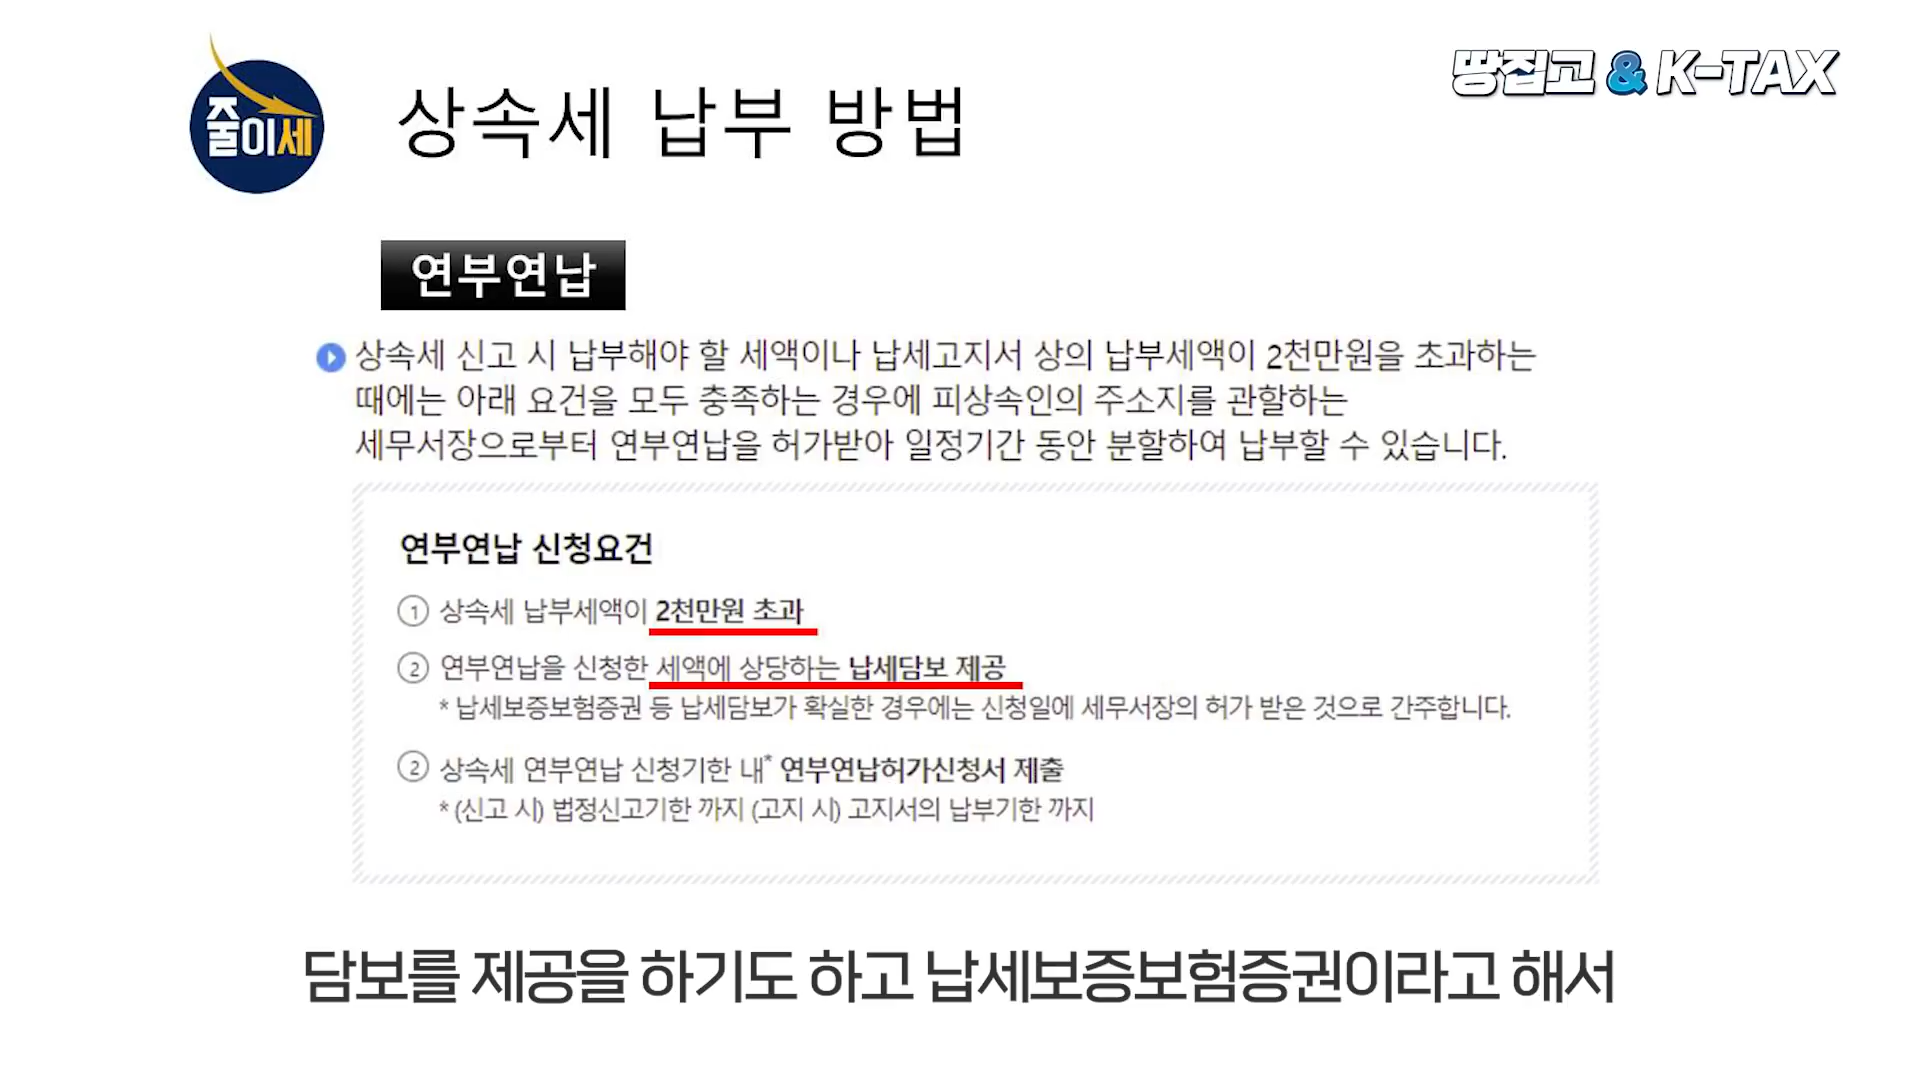 줄이세
상속세 납부 방법
땅집고 & K-TAX
연부연납
상속세 신고 시 납부해야 할 세액이나 납세고지서 상의 납부세액이 2천만원을 초과하는
때에는 아래 요건을 모두 충족하는 경우에 피상속인의 주소지를 관할하는
세무서장으로부터 연부연납을 허가받아 일정기간 동안 분할하여 납부할 수 있습니다.
연부연납 신청요건
① 상속세 납부세액이 2천만원 초과
② 연부연납을 신청한 세액에 상당하는 납세담보 제공
* 납세보증보험증권 등 납세담보가 확실한 경우에는 신청일에 세무서장의 허가 받은 것으로 간주합니다.
② 상속세 연부연납 신청기한 내* 연부연납허가신청서 제출
* (신고 시) 법정신고기한 까지 (고지 시) 고지서의 납부기한 까지
담보를 제공을 하기도 하고 납세보증보험증권이라고 해서